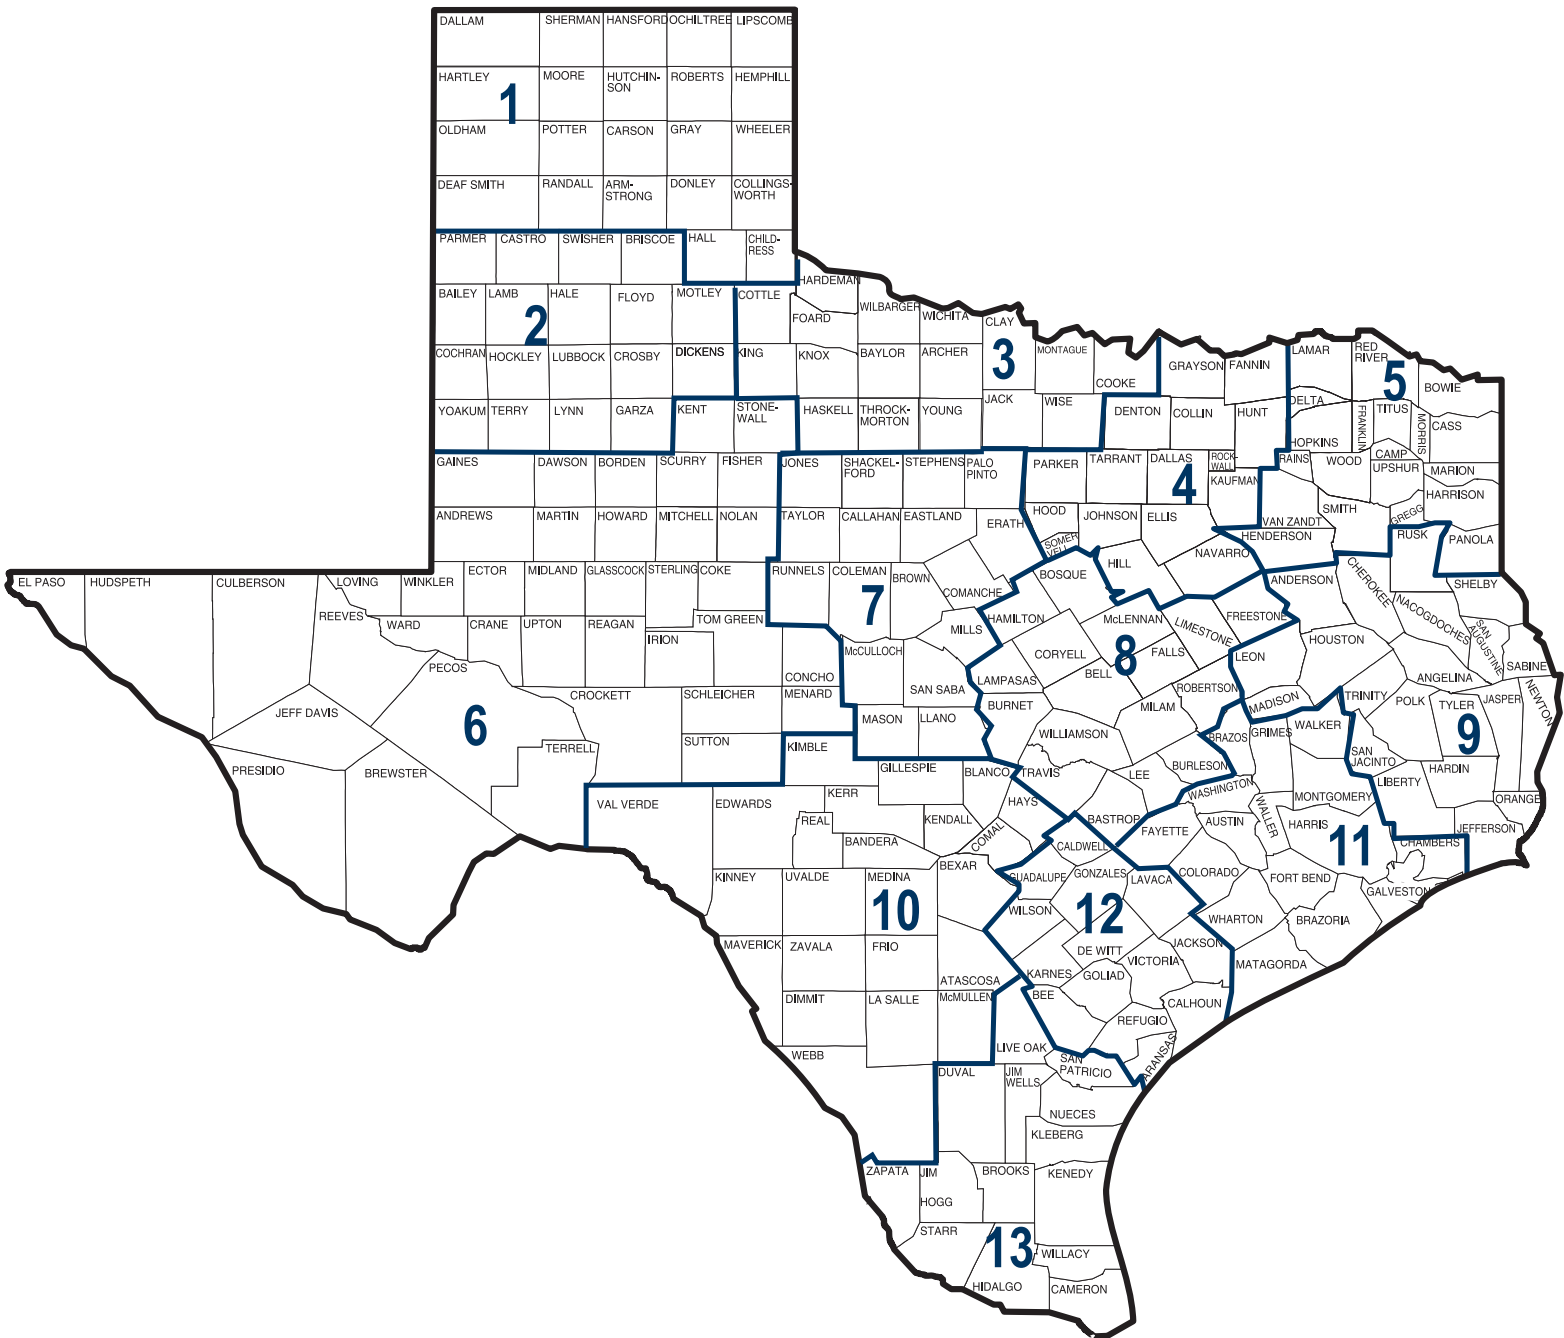 DALLAM SHERMAN HANSFORD OCHILTREE LIPSCOMB
HARTLEY MOORE HUTCHIN- ROBERTS HEMPHILL
SON
1
OLDHAM POTTER CARSON GRAY WHEELER
DEAF SMITH RANDALL ARM- DONLEY COLLINGS-
STRONG WORTH
PARMER CASTRO SWISHER BRISCOE HALL CHILD-
RESS
HARDEMAN
BAILEY LAMB HALE FLOYD MOTLEY COTTLE
WILBARGER
2
FOARD WICHITA CLAY
COCHRAN HOCKLEY LUBBOCK CROSBY DICKENS KING KNOX BAYLOR ARCHER MONTAGUE LAMAR RED
RIVER
3
GRAYSON FANNIN
COOKE
5
BOWIE
YOAKUM TERRY LYNN GARZA KENT STONE- HASKELL THROCK- YOUNG JACK WISE DENTON COLLIN HUNT DELTA FRANKLIN TITUS MORRIS CASS
WALL MORTON
HOPKINS
GAINES DAWSON BORDEN SCURRY FISHER JONES SHACKEL- STEPHENS PALO PARKER TARRANT DALLAS ROCK- RAINS WOOD CAMP
FORD PINTO WALL UPSHUR MARION
4
KAUFMAN HARRISON
ANDREWS MARTIN HOWARD MITCHELL NOLAN TAYLOR CALLAHAN EASTLAND ERATH HOOD JOHNSON ELLIS VAN ZANDT SMITH GREGG
SOMER
VELL
HENDERSON RUSK PANOLA
NAVARRO
EL PASO HUDSPETH CULBERSON LOVING WINKLER ECTOR MIDLAND GLASSCOCK STERLING COKE RUNNELS COLEMAN BROWN BOSQUE HILL ANDERSON CHEROKEE SHELBY
7
COMANCHE NACOGDOCHES
REEVES WARD CRANE UPTON REAGAN TOM GREEN HAMILTON McLENNAN LIMESTONE FREESTONE
MILLS SAN
AUGUSTINE
IRION HOUSTON
McCULLOCH CORYELL
8
FALLS LEON SABINE
PECOS CONCHO LAMPASAS BELL ANGELINA
CROCKETT SCHLEICHER MENARD SAN SABA ROBERTSON TRINITY NEWTON
JEFF DAVIS MASON LLANO BURNET MILAM MADISON POLK TYLER JASPER
6
9
SUTTON WILLIAMSON BRAZOS GRIMES WALKER
TERRELL KIMBLE SAN
JACINTO
PRESIDIO BREWSTER GILLESPIE BLANCO TRAVIS LEE BURLESON HARDIN
KERR WASHINGTON LIBERTY
VAL VERDE EDWARDS HAYS WALLER MONTGOMERY ORANGE
REAL KENDALL BASTROP AUSTIN HARRIS
COMAL FAYETTE JEFFERSON
11
BANDERA CALDWELL CHAMBERS
BEXAR
KINNEY UVALDE MEDINA GUADALUPE GONZALES LAVACA COLORADO FORT BEND
10
GALVESTON
WILSON
12
WHARTON BRAZORIA
MAVERICK ZAVALA FRIO DE WITT JACKSON
VICTORIA MATAGORDA
ATASCOSA KARNES GOLIAD
DIMMIT LA SALLE McMULLEN BEE CALHOUN
REFUGIO
WEBB LIVE OAK ARANSAS
SAN
PATRICIO
DUVAL JIM
WELLS
NUECES
KLEBERG
ZAPATA JIM BROOKS KENEDY
HOGG
STARR
13
WILLACY
HIDALGO CAMERON